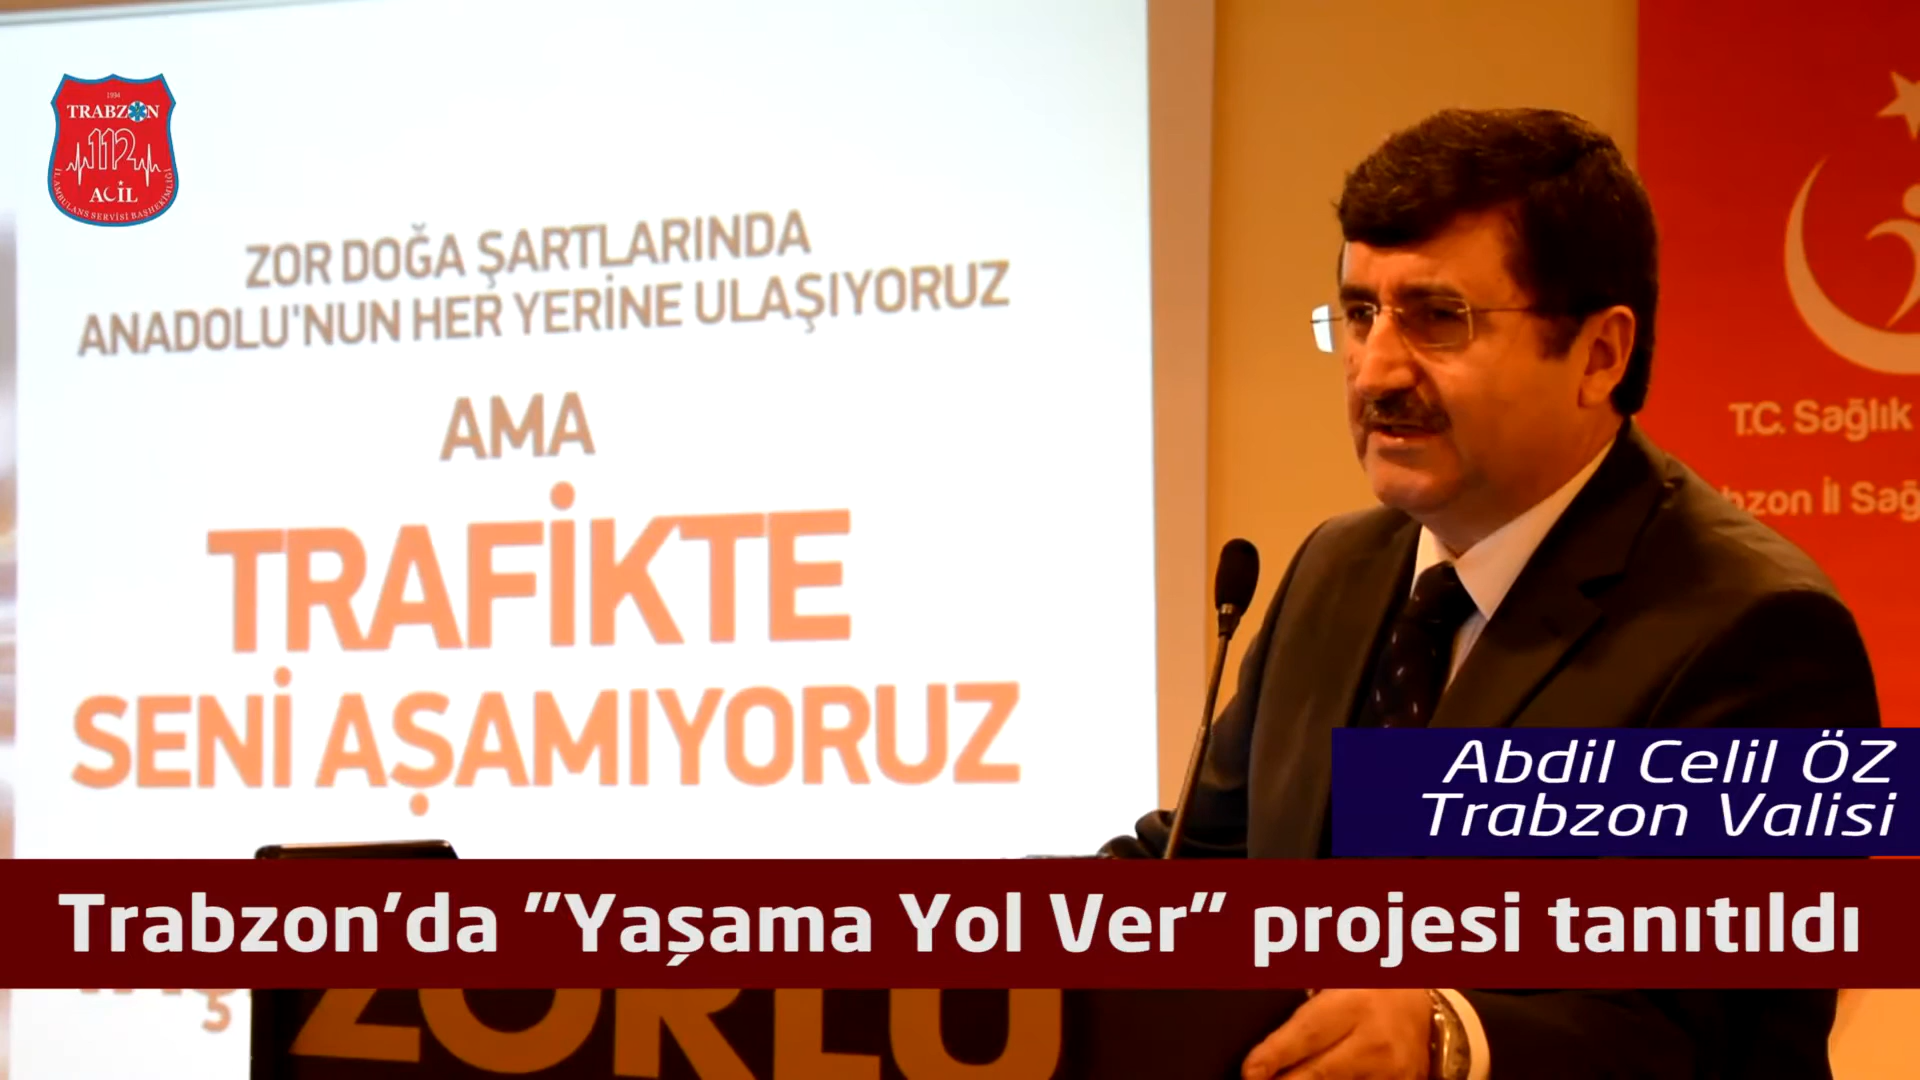 1994
TRABZON
112
ACİL
İL AMBULANS SERVİSİ BAŞHEKİMLİĞİ
ZOR DOĞA ŞARTLARINDA
ANADOLU'NUN HER YERİNE ULAŞIYORUZ
AMA
TRAFİKTE
SENİ AŞAMIYORUZ
T.C. Sağlık
bzon İl Sağ
Abdil Celil ÖZ
Trabzon Valisi
Trabzon’da ”Yaşama Yol Ver” projesi tanıtıldı
ZORLU